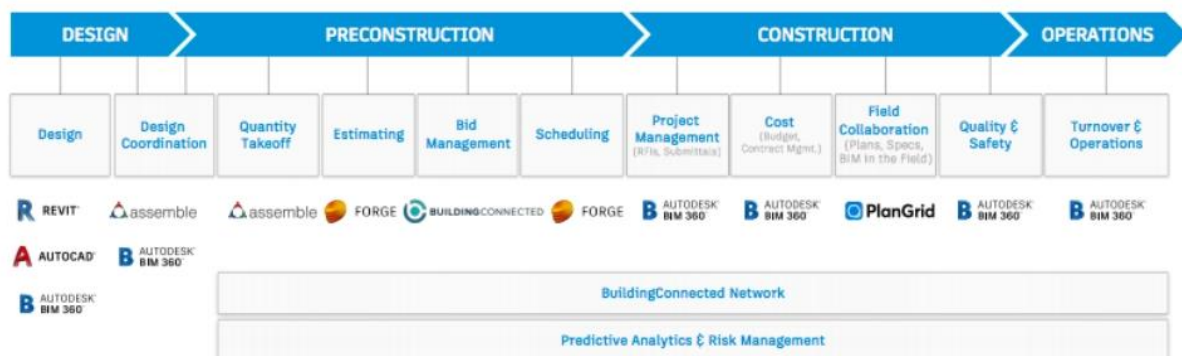 DESIGN
PRECONSTRUCTION
CONSTRUCTION
OPERATIONS
Design
Design
Coordination
Quantity
Takeoff
Estimating
Bid
Management
Scheduling
Project
Management
(RFIs, Submittals)
Cost
(Budget,
Contract Mgmt.)
Field
Collaboration
(Plans, Specs,
BIM in the Field)
Quality &
Safety
Turnover &
Operations
R REVIT
assemble
assemble
FORGE
BUILDINGCONNECTED
FORGE
B AUTODESK
BIM 360
B AUTODESK
BIM 360
PlanGrid
B AUTODESK
BIM 360
B AUTODESK
BIM 360
A AUTOCAD
B AUTODESK
BIM 360
B AUTODESK
BIM 360
BuildingConnected Network
Predictive Analytics & Risk Management